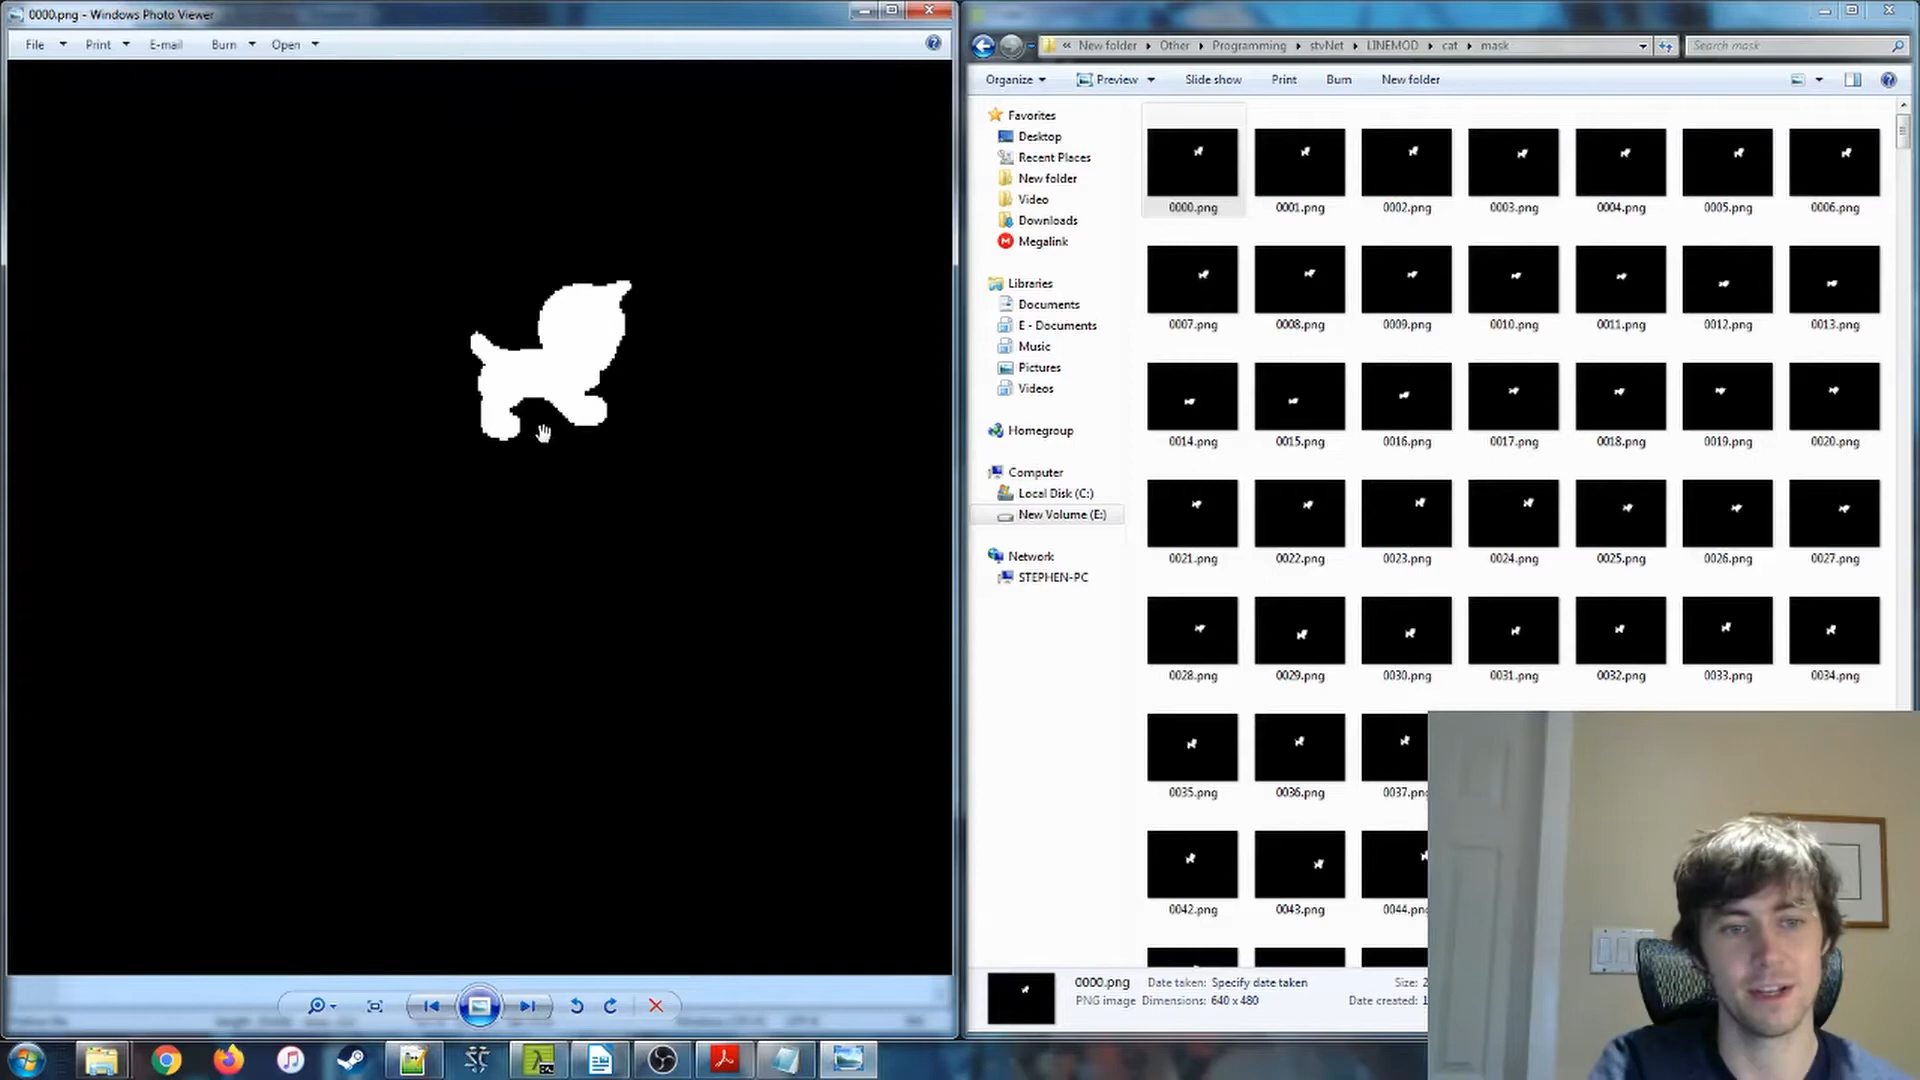 0000.png - Windows Photo Viewer
File Print E-mail Burn Open
« New folder Other Programming stvNet LINEMOD cat mask
Search mask
Organize Preview Slide show Print Burn New folder
Favorites
Desktop
Recent Places
New folder
Video
Downloads
Megalink
Libraries
Documents
E - Documents
Music
Pictures
Videos
Homegroup
Computer
Local Disk (C:)
New Volume (E:)
Network
STEPHEN-PC
0000.png 0001.png 0002.png 0003.png 0004.png 0005.png 0006.png
0007.png 0008.png 0009.png 0010.png 0011.png 0012.png 0013.png
0014.png 0015.png 0016.png 0017.png 0018.png 0019.png 0020.png
0021.png 0022.png 0023.png 0024.png 0025.png 0026.png 0027.png
0028.png 0029.png 0030.png 0031.png 0032.png 0033.png 0034.png
0035.png 0036.png 0037.png
0042.png 0043.png 0044.png
0000.png Date taken: Specify date taken Size: 2
PNG image Dimensions: 640 x 480 Date created: 1